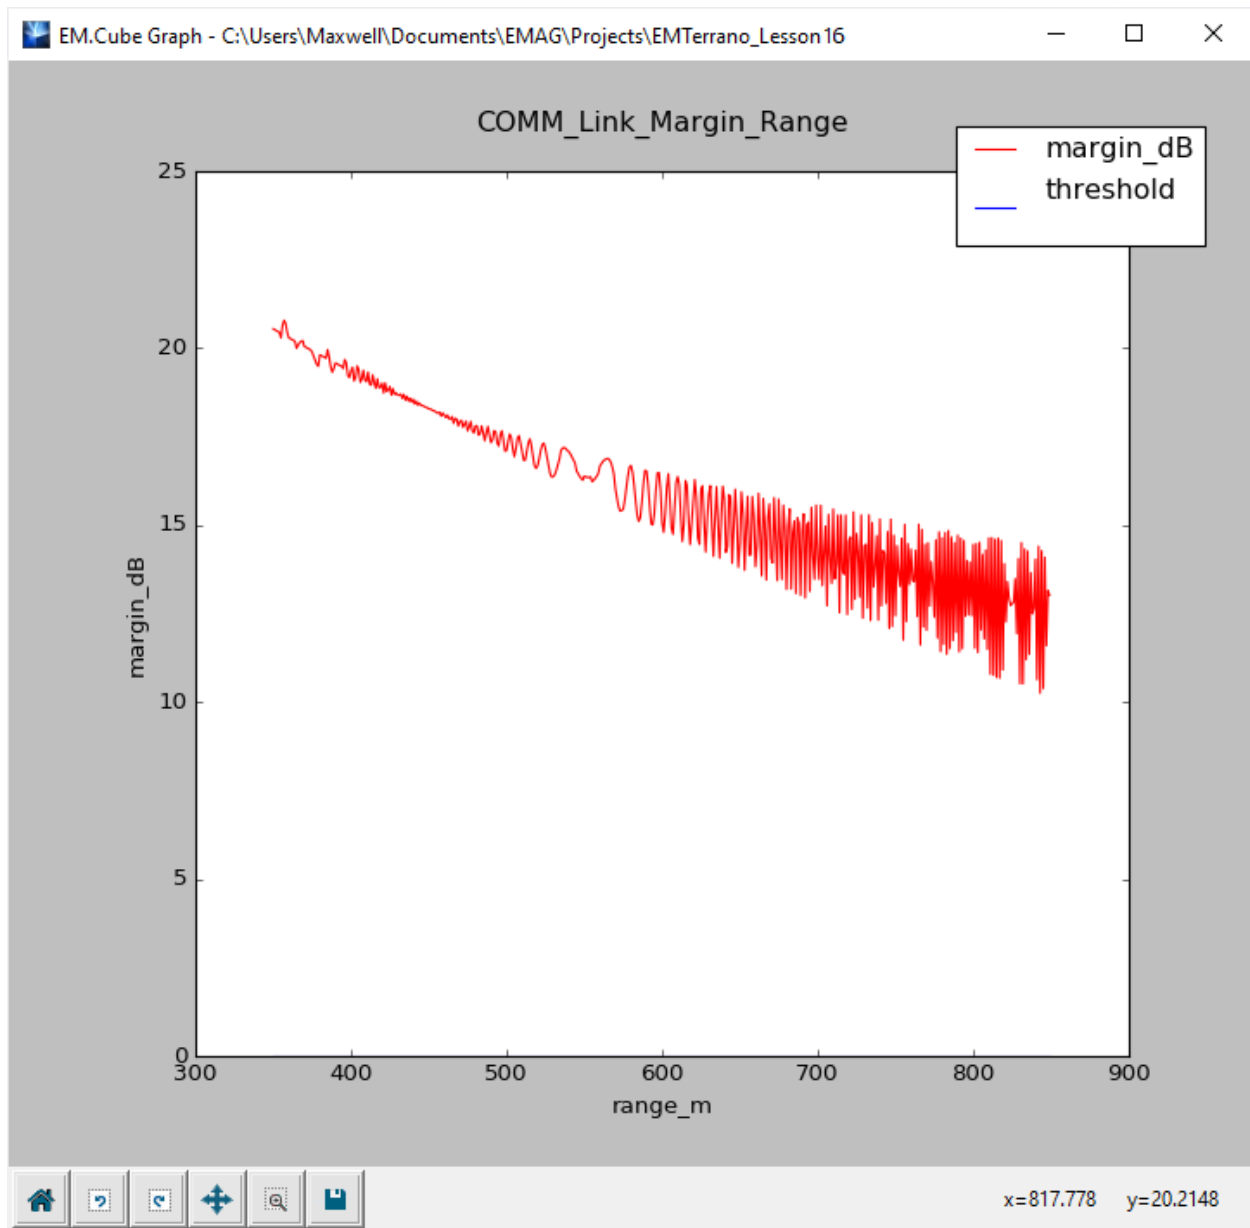 EM.Cube Graph - C:\Users\Maxwell\Documents\EMAG\Projects\EMTerrano_Lesson16
COMM_Link_Margin_Range
margin_dB
threshold
25
20
15
10
5
0
margin_dB
300 400 500 600 700 800 900
range_m
x=817.778 y=20.2148